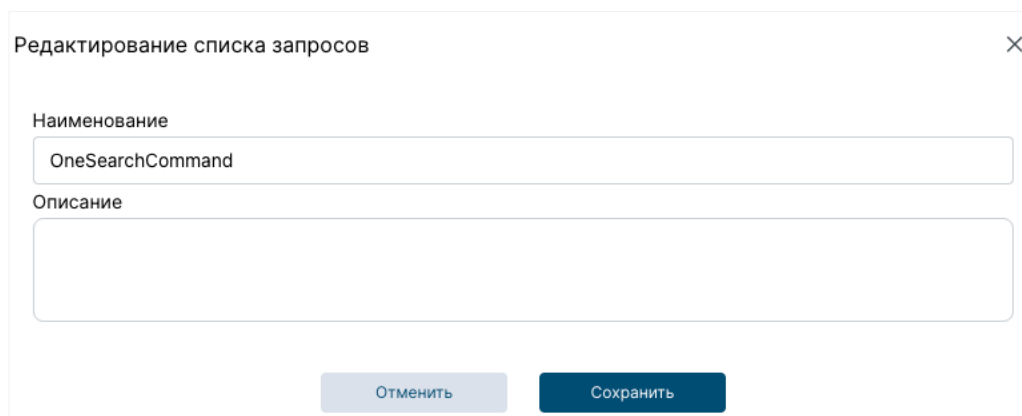 Редактирование списка запросов
Наименование
OneSearchCommand
Описание
Отменить Сохранить